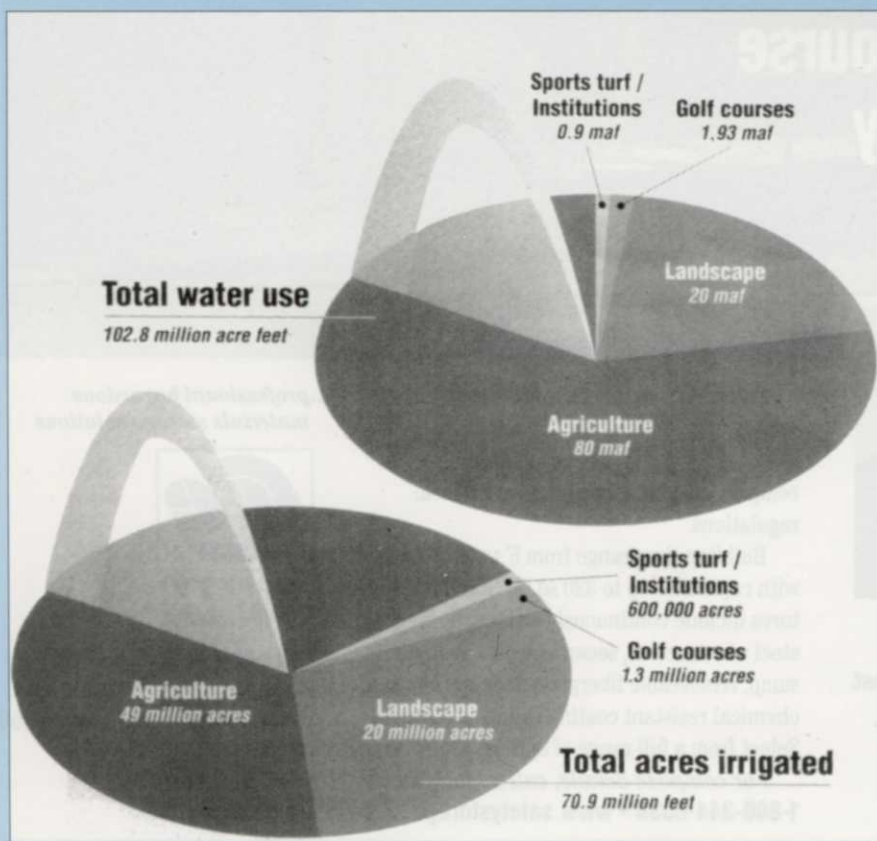 Sports turf /
Institutions
0.9 maf
Golf courses
1.93 maf
Landscape
20 maf
Total water use
102.8 million acre feet
Agriculture
80 maf
Sports turf /
Institutions
600,000 acres
Golf courses
1.3 million acres
Agriculture
49 million acres
Landscape
20 million acres
Total acres irrigated
70.9 million feet